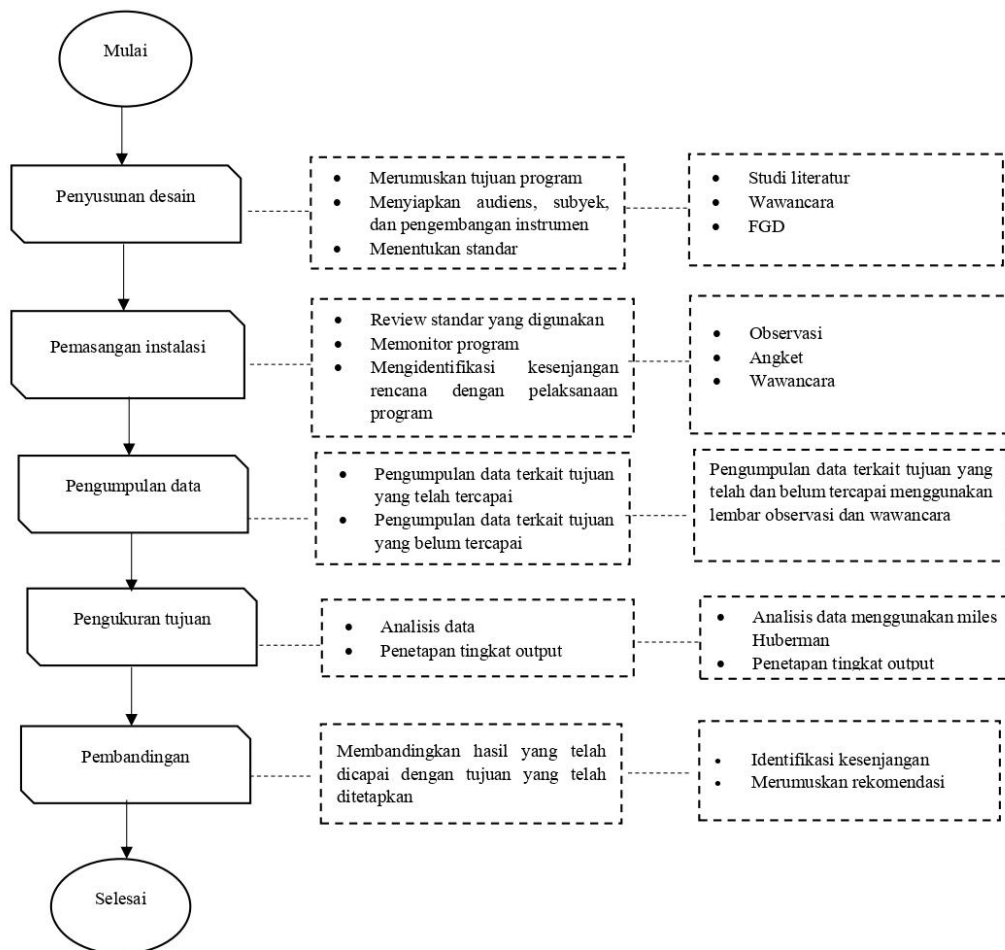 Mulai
Penyusunan desain
• Merumuskan tujuan program
• Menyiapkan audiens, subyek,
dan pengembangan instrumen
• Menentukan standar
• Studi literatur
• Wawancara
• FGD
Pemasangan instalasi
• Review standar yang digunakan
• Memonitor program
• Mengidentifikasi kesenjangan
rencana dengan pelaksanaan
program
• Observasi
• Angket
• Wawancara
Pengumpulan data
• Pengumpulan data terkait tujuan
yang telah tercapai
• Pengumpulan data terkait tujuan
yang belum tercapai
Pengumpulan data terkait tujuan yang
telah dan belum tercapai menggunakan
lembar observasi dan wawancara
Pengukuran tujuan
• Analisis data
• Penetapan tingkat output
• Analisis data menggunakan miles
Huberman
• Penetapan tingkat output
Pembandingan
Membandingkan hasil yang telah
dicapai dengan tujuan yang telah
ditetapkan
• Identifikasi kesenjangan
• Merumuskan rekomendasi
Selesai